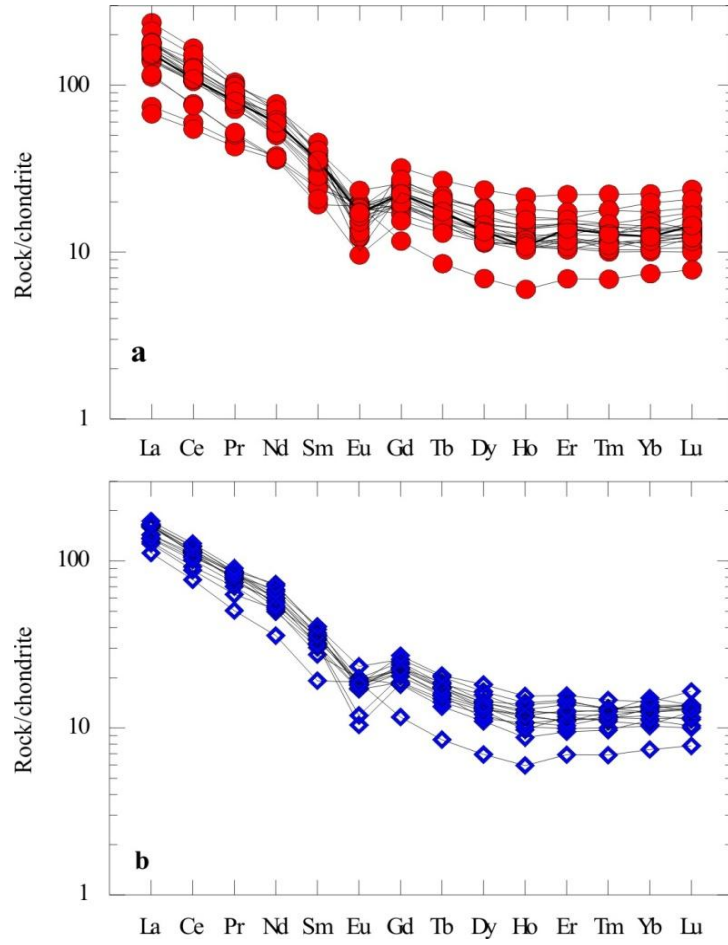 100
10
1
Rock/chondrite
a
La Ce Pr Nd Sm Eu Gd Tb Dy Ho Er Tm Yb Lu
100
10
1
Rock/chondrite
b
La Ce Pr Nd Sm Eu Gd Tb Dy Ho Er Tm Yb Lu